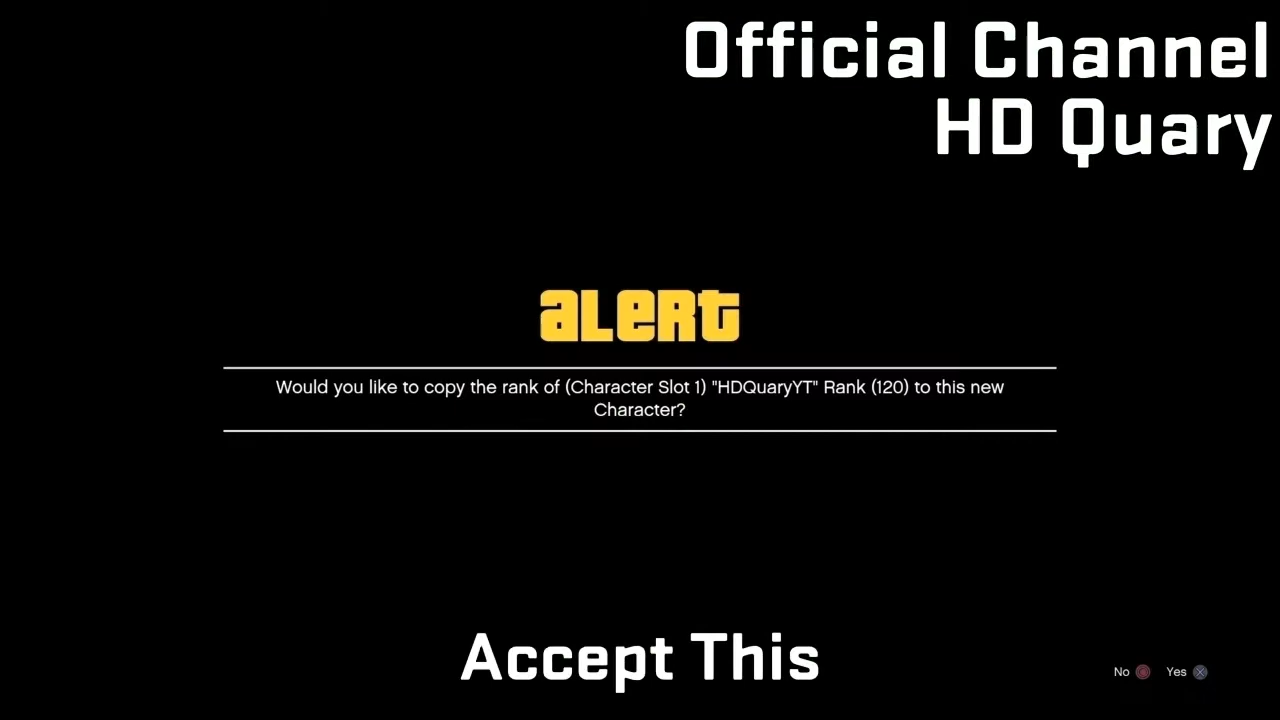 Official Channel
HD Quary
aLeRt
Would you like to copy the rank of (Character Slot 1) "HDQuaryYT" Rank (120) to this new
Character?
Accept This
No Yes